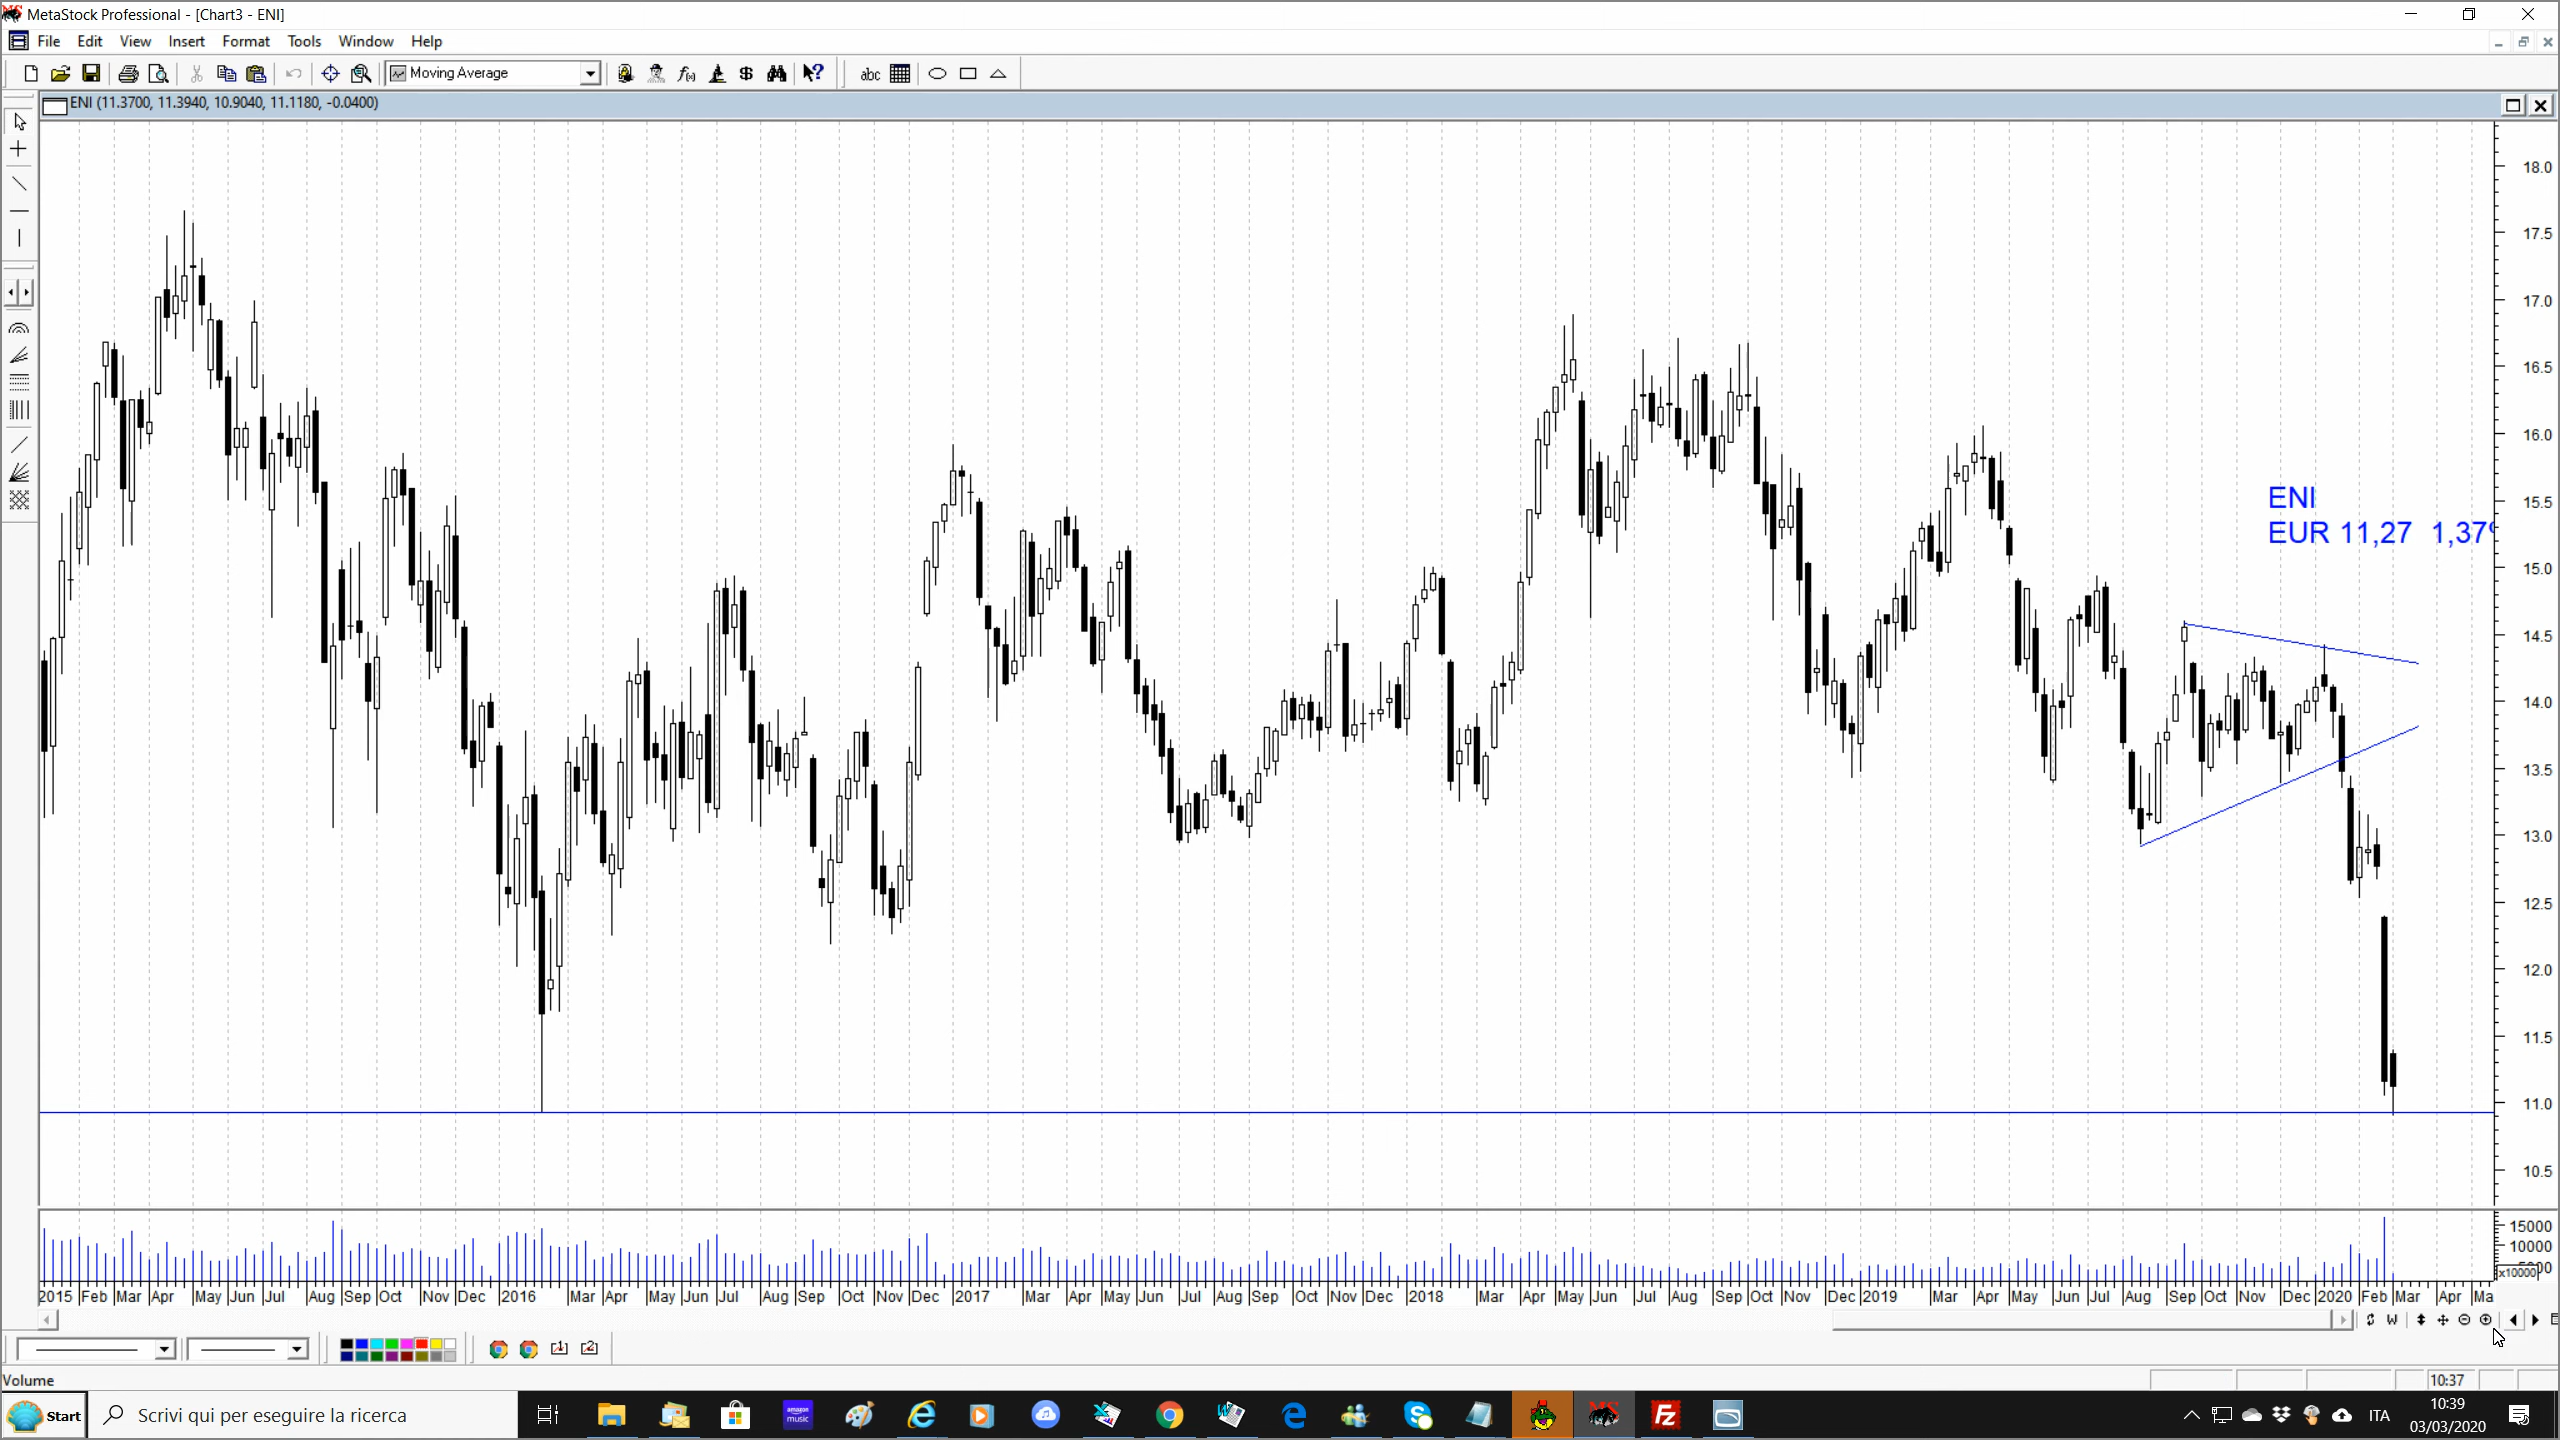 MetaStock Professional - [Chart3 - ENI]
File Edit View Insert Format Tools Window Help
Moving Average
abc
ENI (11.3700, 11.3940, 10.9040, 11.1180, -0.0400)
18.0
17.5
17.0
16.5
16.0
15.5
15.0
14.5
14.0
13.5
13.0
12.5
12.0
11.5
11.0
10.5
ENI
EUR 11,27 1,37%
15000
10000
5000
x10000
2015 Feb Mar Apr May Jun Jul Aug Sep Oct Nov Dec 2016 Mar Apr May Jun Jul Aug Sep Oct Nov Dec 2017 Mar Apr May Jun Jul Aug Sep Oct Nov Dec 2018 Mar Apr May Jun Jul Aug Sep Oct Nov Dec 2019 Mar Apr May Jun Jul Aug Sep Oct Nov Dec 2020 Feb Mar Apr Ma
Volume
10:37
Start
Scrivi qui per eseguire la ricerca
amazon music
ITA
10:39
03/03/2020